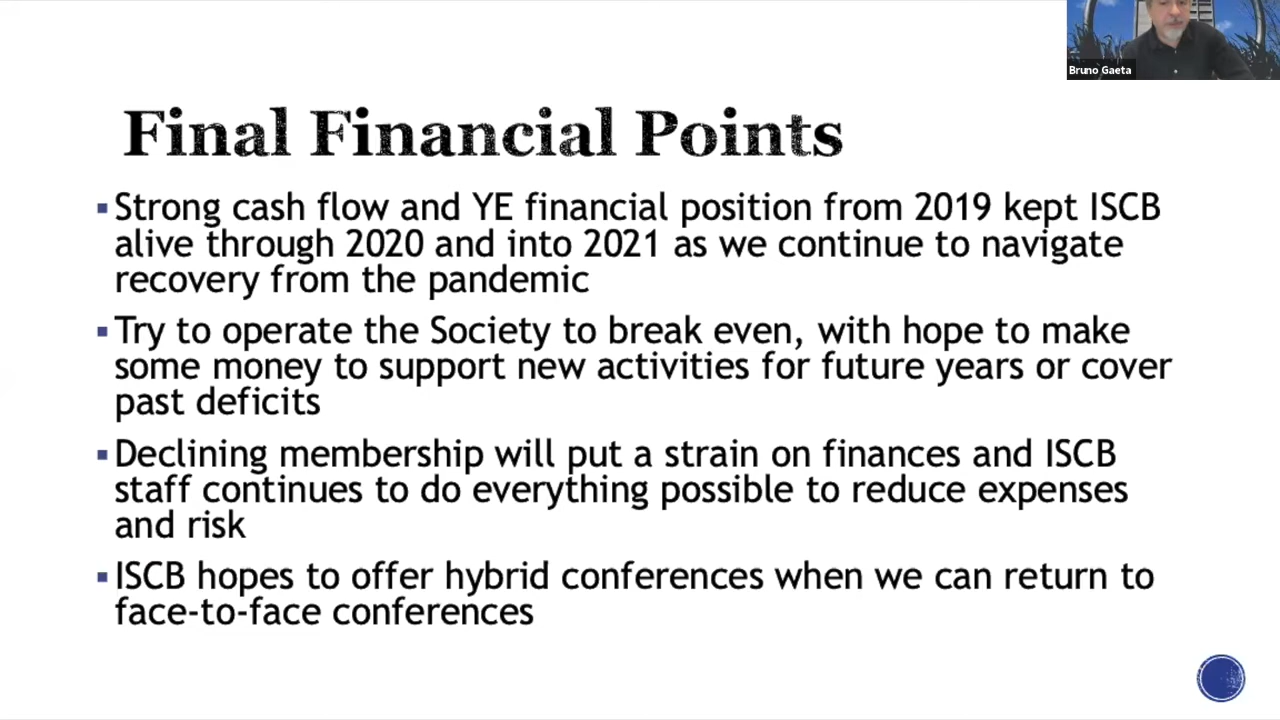 Bruno Gaeta
Final Financial Points
▪Strong cash flow and YE financial position from 2019 kept ISCB
alive through 2020 and into 2021 as we continue to navigate
recovery from the pandemic
▪Try to operate the Society to break even, with hope to make
some money to support new activities for future years or cover
past deficits
▪Declining membership will put a strain on finances and ISCB
staff continues to do everything possible to reduce expenses
and risk
▪ISCB hopes to offer hybrid conferences when we can return to
face-to-face conferences